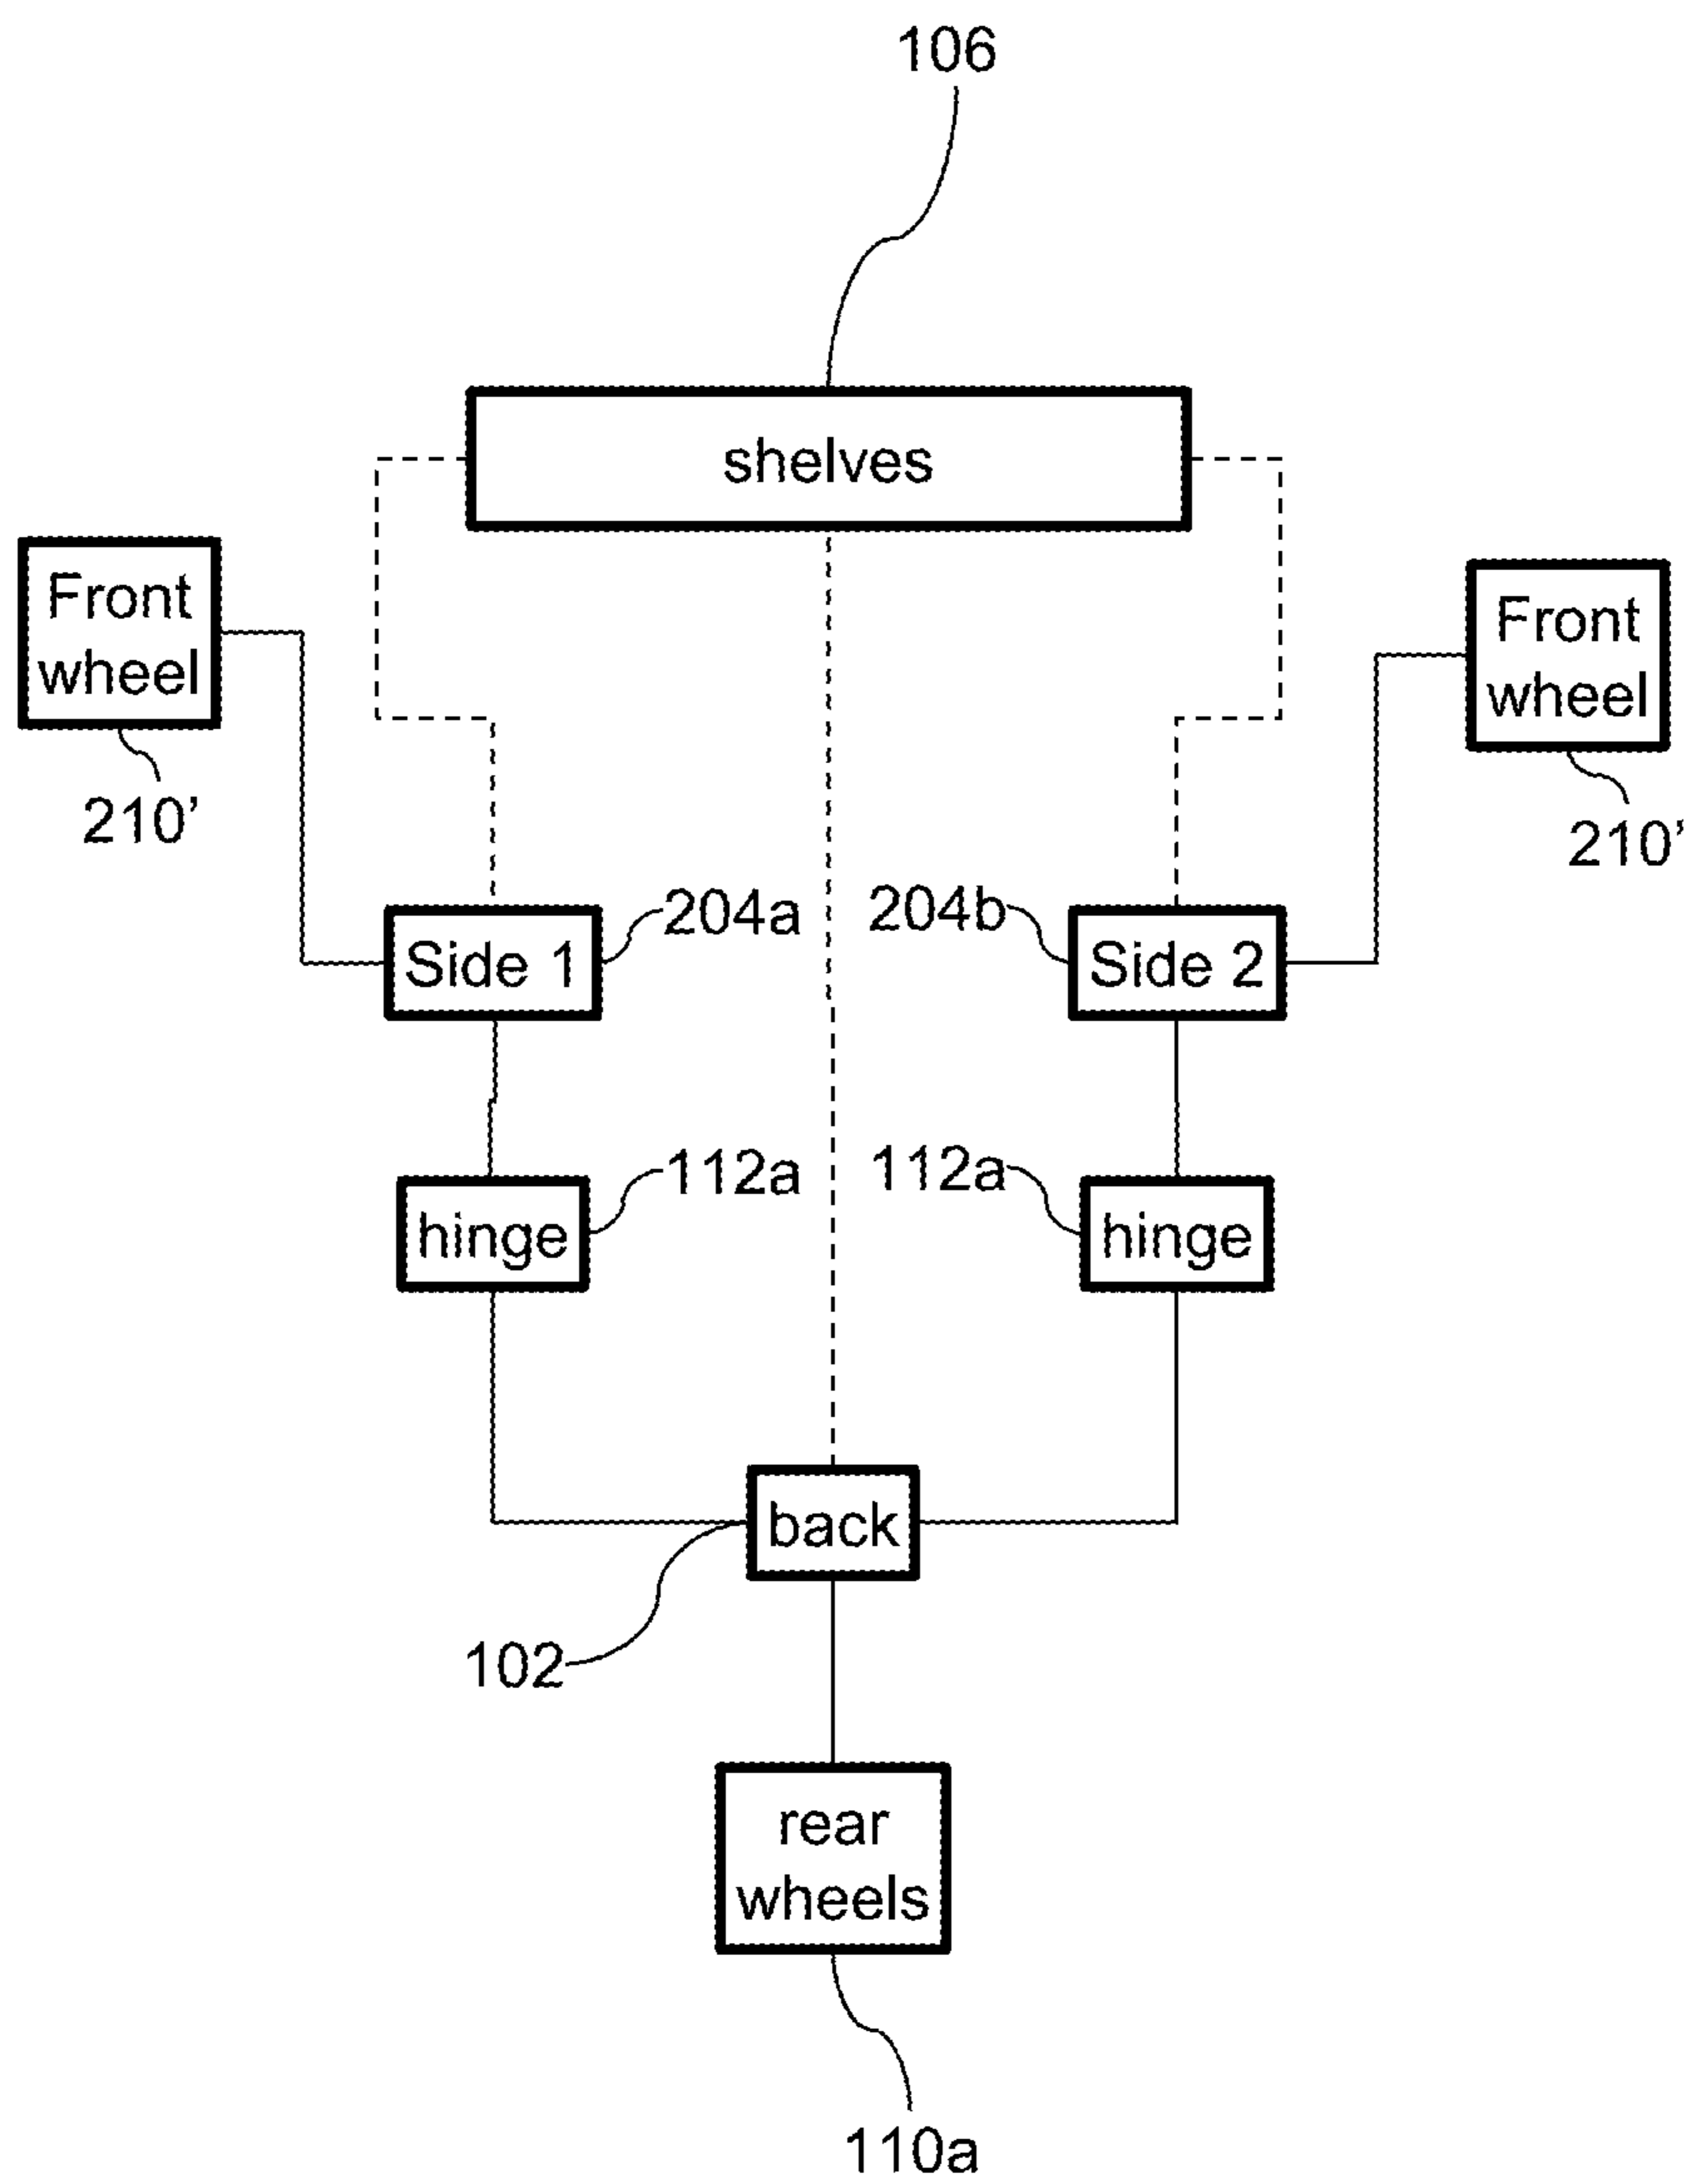 106
shelves
Front
wheel
210’
Front
wheel
210’
Side 1
204a
204b
Side 2
hinge
112a
112a
hinge
back
102
rear
wheels
110a